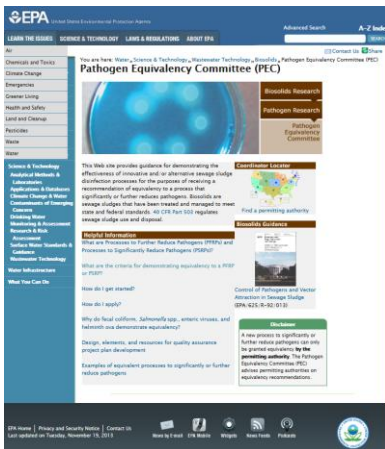 EPA United States Environmental Protection Agency
Advanced Search
A-Z Index
LEARN THE ISSUES
SCIENCE & TECHNOLOGY
LAWS & REGULATIONS
ABOUT EPA
SEARCH
Contact Us
Share
Air
Chemicals and Toxics
Climate Change
Emergencies
Greener Living
Health and Safety
Land and Cleanup
Pesticides
Waste
Water
Science & Technology
Analytical Methods &
Laboratories
Applications & Databases
Climate Change & Water
Contaminants of Emerging
Concern
Drinking Water
Monitoring & Assessment
Research & Risk
Assessment
Surface Water Standards &
Guidance
Wastewater Technology
Water Infrastructure
What You Can Do
You are here: Water » Science & Technology » Wastewater Technology » Biosolids » Pathogen Equivalency Committee (PEC)
Pathogen Equivalency Committee (PEC)
Biosolids Research
Pathogen Research
Pathogen
Equivalency
Committee
This Web site provides guidance for demonstrating the
effectiveness of innovative and/or alternative sewage sludge
disinfection processes for the purposes of receiving a
recommendation of equivalency to a process that
significantly or further reduces pathogens. Biosolids are
sewage sludges that have been treated and managed to meet
state and federal standards. 40 CFR Part 503 regulates
sewage sludge use and disposal.
Helpful Information
What are Processes to Further Reduce Pathogens (PFRPs) and
Processes to Significantly Reduce Pathogens (PSRPs)?
What are the criteria for demonstrating equivalency to a PFRP
or PSRP?
How do I get started?
How do I apply?
Why do fecal coliform, Salmonella spp., enteric viruses, and
helminth ova demonstrate equivalency?
Design, elements, and resources for quality assurance
project plan development
Examples of equivalent processes to significantly or further
reduce pathogens
Coordinator Locator
Find a permitting authority
Biosolids Guidance
Control of Pathogens and Vector
Attraction in Sewage Sludge
(EPA/625/R-92/013)
Disclaimer
A new process to significantly or
further reduce pathogens can only
be granted equivalency by the
permitting authority. The Pathogen
Equivalency Committee (PEC)
advises permitting authorities on
equivalency recommendations.
EPA Home | Privacy and Security Notice | Contact Us
Last updated on Tuesday, November 19, 2013
News by E-mail
EPA Mobile
Widgets
News Feeds
Podcasts